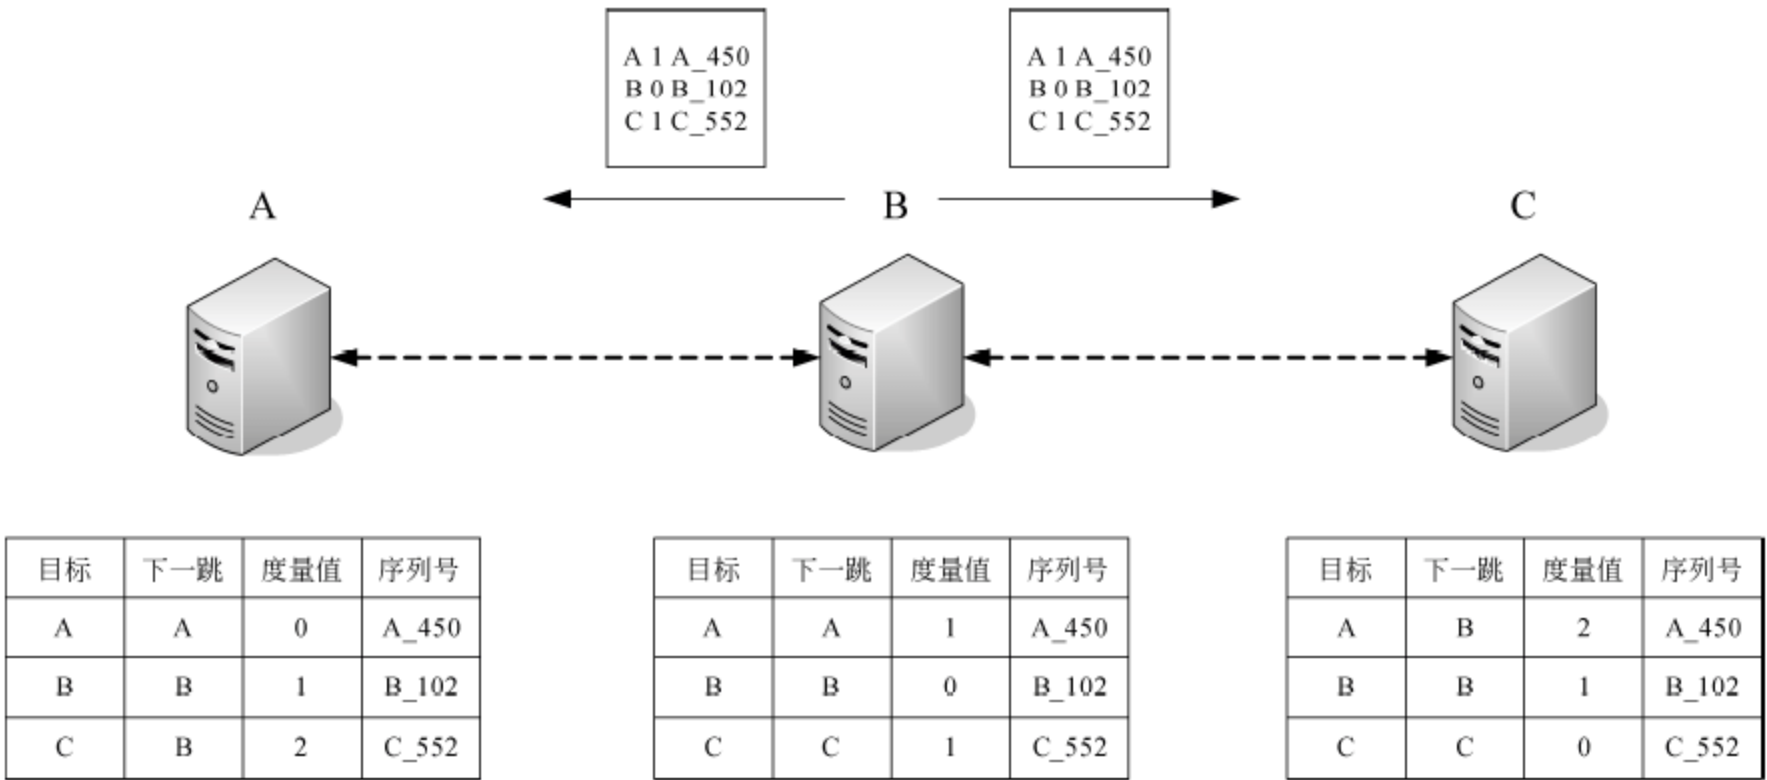 A 1 A_450
B 0 B_102
C 1 C_552
A 1 A_450
B 0 B_102
C 1 C_552
A
B
C
目标 下一跳 度量值 序列号
A A 0 A_450
B B 1 B_102
C B 2 C_552
目标 下一跳 度量值 序列号
A A 1 A_450
B B 0 B_102
C C 1 C_552
目标 下一跳 度量值 序列号
A B 2 A_450
B B 1 B_102
C C 0 C_552